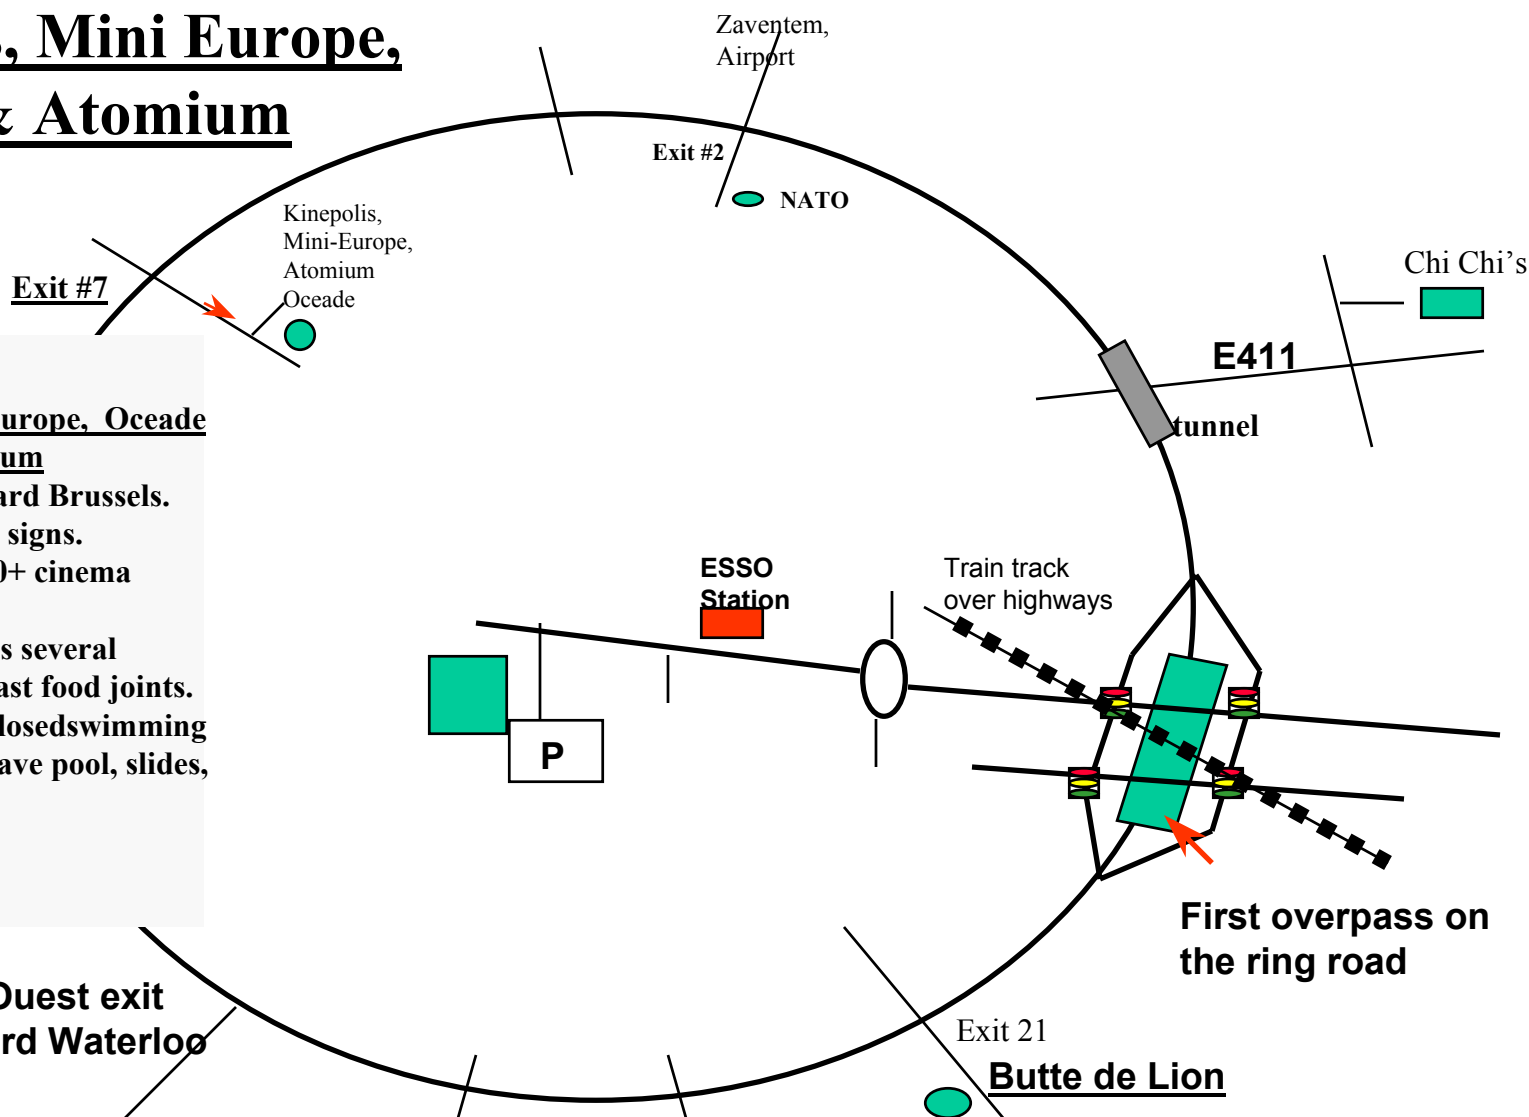 , Mini Europe,
& Atomium
Zaventem,
Airport
Exit #2
NATO
Kinepolis,
Mini-Europe,
Atomium
Oceade
Exit #7
Chi Chi's
E411
tunnel
urope, Oceade
um
ard Brussels.
signs.
0+ cinema
s several
ast food joints.
losedswimming
ave pool, slides,
ESSO
Station
Train track
over highways
P
First overpass on
the ring road
Ouest exit
rd Waterloo
Exit 21
Butte de Lion